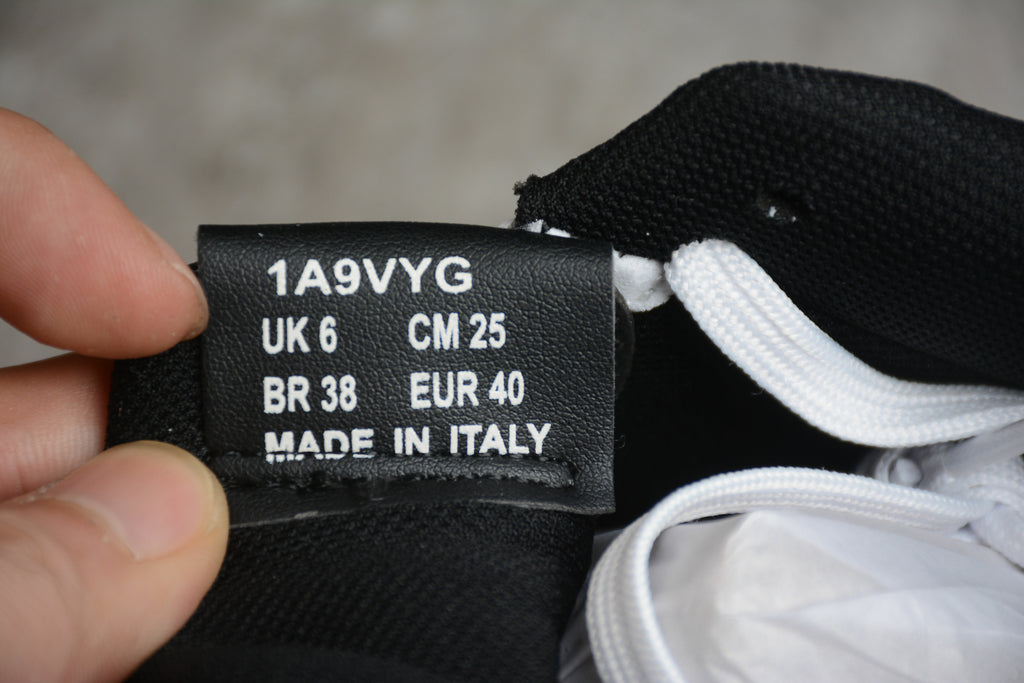 1A9VYG
UK 6 CM 25
BR 38 EUR 40
MADE IN ITALY